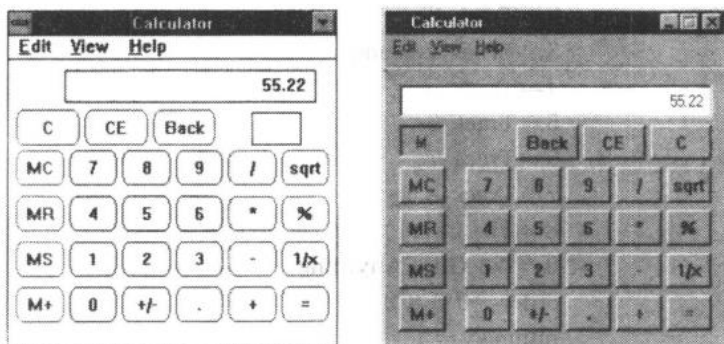 Calculator
Edit View Help
55.22
C CE Back
MC 7 8 9 / sqrt
MR 4 5 6 * %
MS 1 2 3 - 1/x
M+ 0 +/- . + =
Calculator
Edit View Help
55.22
M Back CE C
MC 7 8 9 / sqrt
MR 4 5 6 * %
MS 1 2 3 - 1/x
M+ 0 +/- . + =